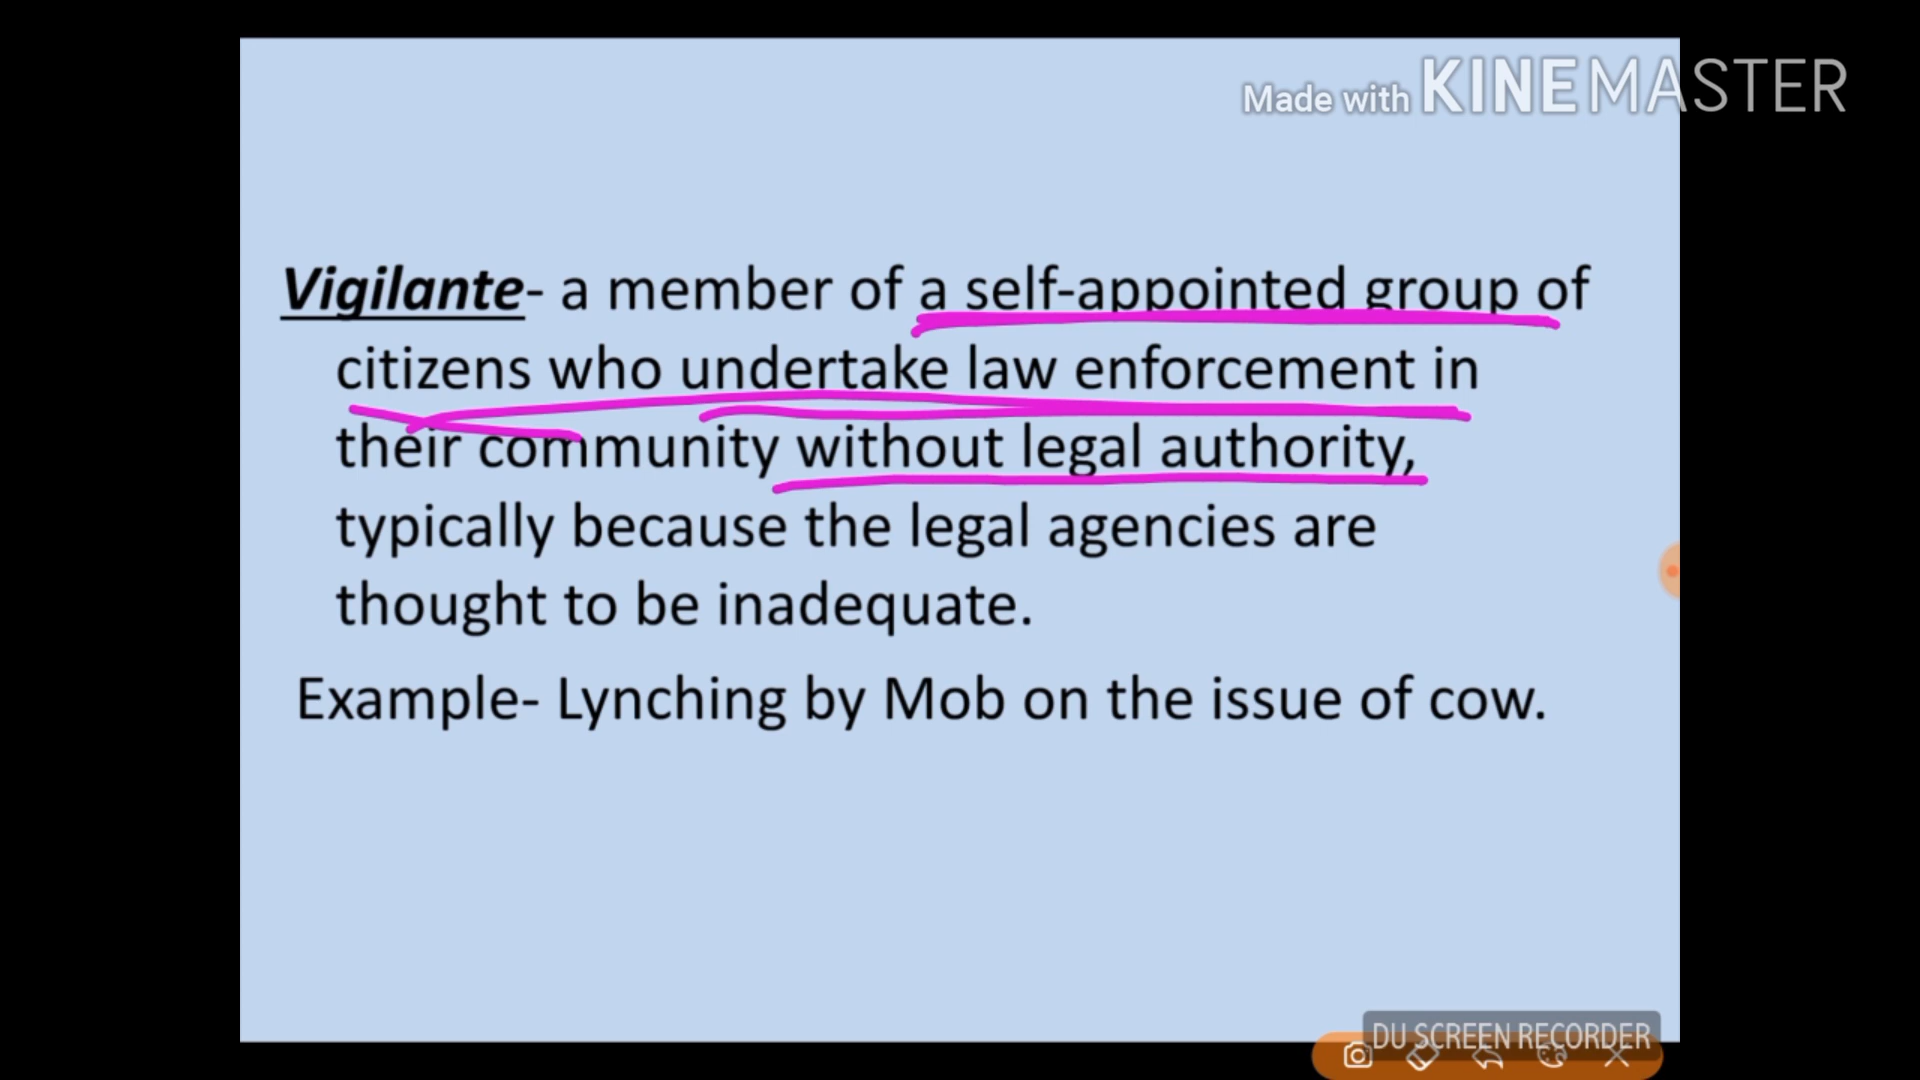 Made with KINEMASTER
Vigilante- a member of a self-appointed group of
citizens who undertake law enforcement in
their community without legal authority,
typically because the legal agencies are
thought to be inadequate.
Example- Lynching by Mob on the issue of cow.
DU SCREEN RECORDER